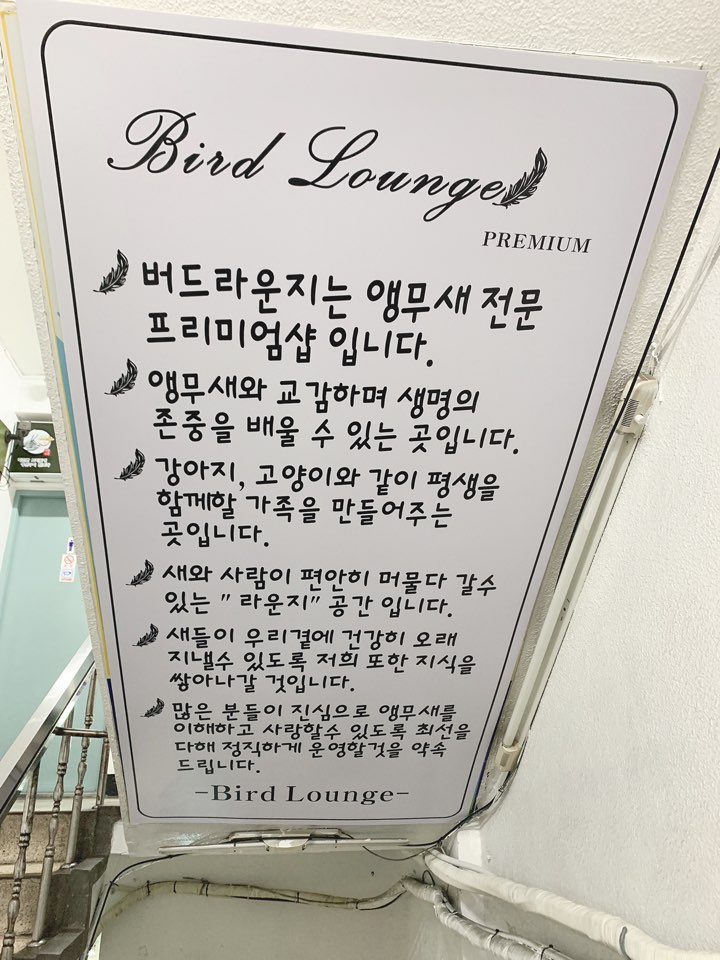 Bird Lounge
PREMIUM
버드라운지는 앵무새 전문
프리미엄샵 입니다.
앵무새와 교감하며 생명의
존중을 배울 수 있는 곳입니다.
강아지, 고양이와 같이 평생을
함께할 가족을 만들어주는
곳입니다.
새와 사람이 편안히 머물다 갈수
있는 " 라운지" 공간 입니다.
새들이 우리곁에 건강히 오래
지낼수 있도록 저희 또한 지식을
쌓아나갈 것입니다.
많은 분들이 진심으로 앵무새를
이해하고 사랑할수 있도록 최선을
다해 정직하게 운영할것을 약속
드립니다.
-Bird Lounge-